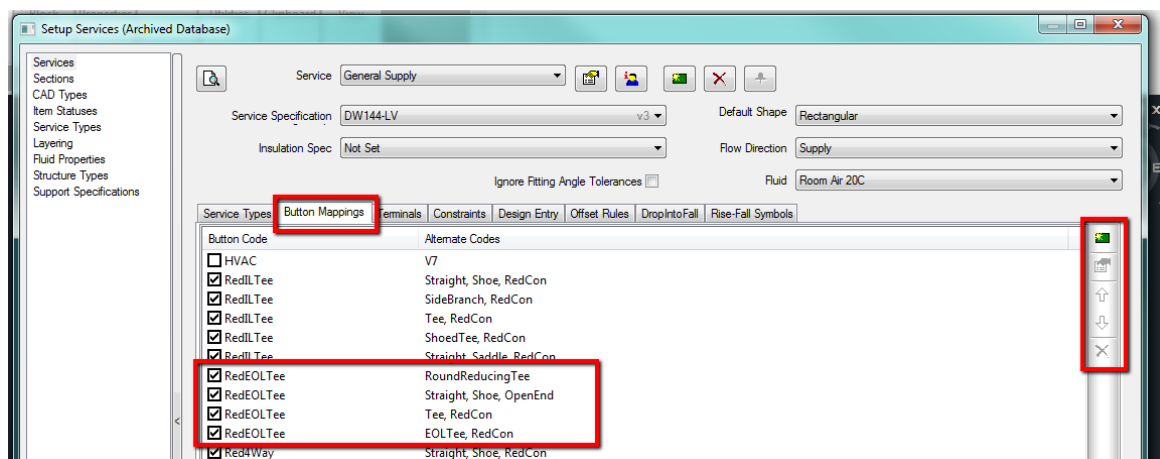 Setup Services (Archived Database)
Services
Sections
CAD Types
Item Statuses
Service Types
Layering
Fluid Properties
Structure Types
Support Specifications
Service General Supply
Service Specification DW144-LV v3 Default Shape Rectangular
Insulation Spec Not Set Flow Direction Supply
Ignore Fitting Angle Tolerances Fluid Room Air 20C
Service Types Button Mappings Terminals Constraints Design Entry Offset Rules DropIntoFall Rise-Fall Symbols
Button Code Alternate Codes
HVAC V7
RedILTee Straight, Shoe, RedCon
RedILTee SideBranch, RedCon
RedILTee Tee, RedCon
RedILTee ShoedTee, RedCon
RedILTee Straight, Saddle, RedCon
RedEOLTee RoundReducingTee
RedEOLTee Straight, Shoe, OpenEnd
RedEOLTee Tee, RedCon
RedEOLTee EOLTee, RedCon
Red4Way Straight, Shoe, RedCon